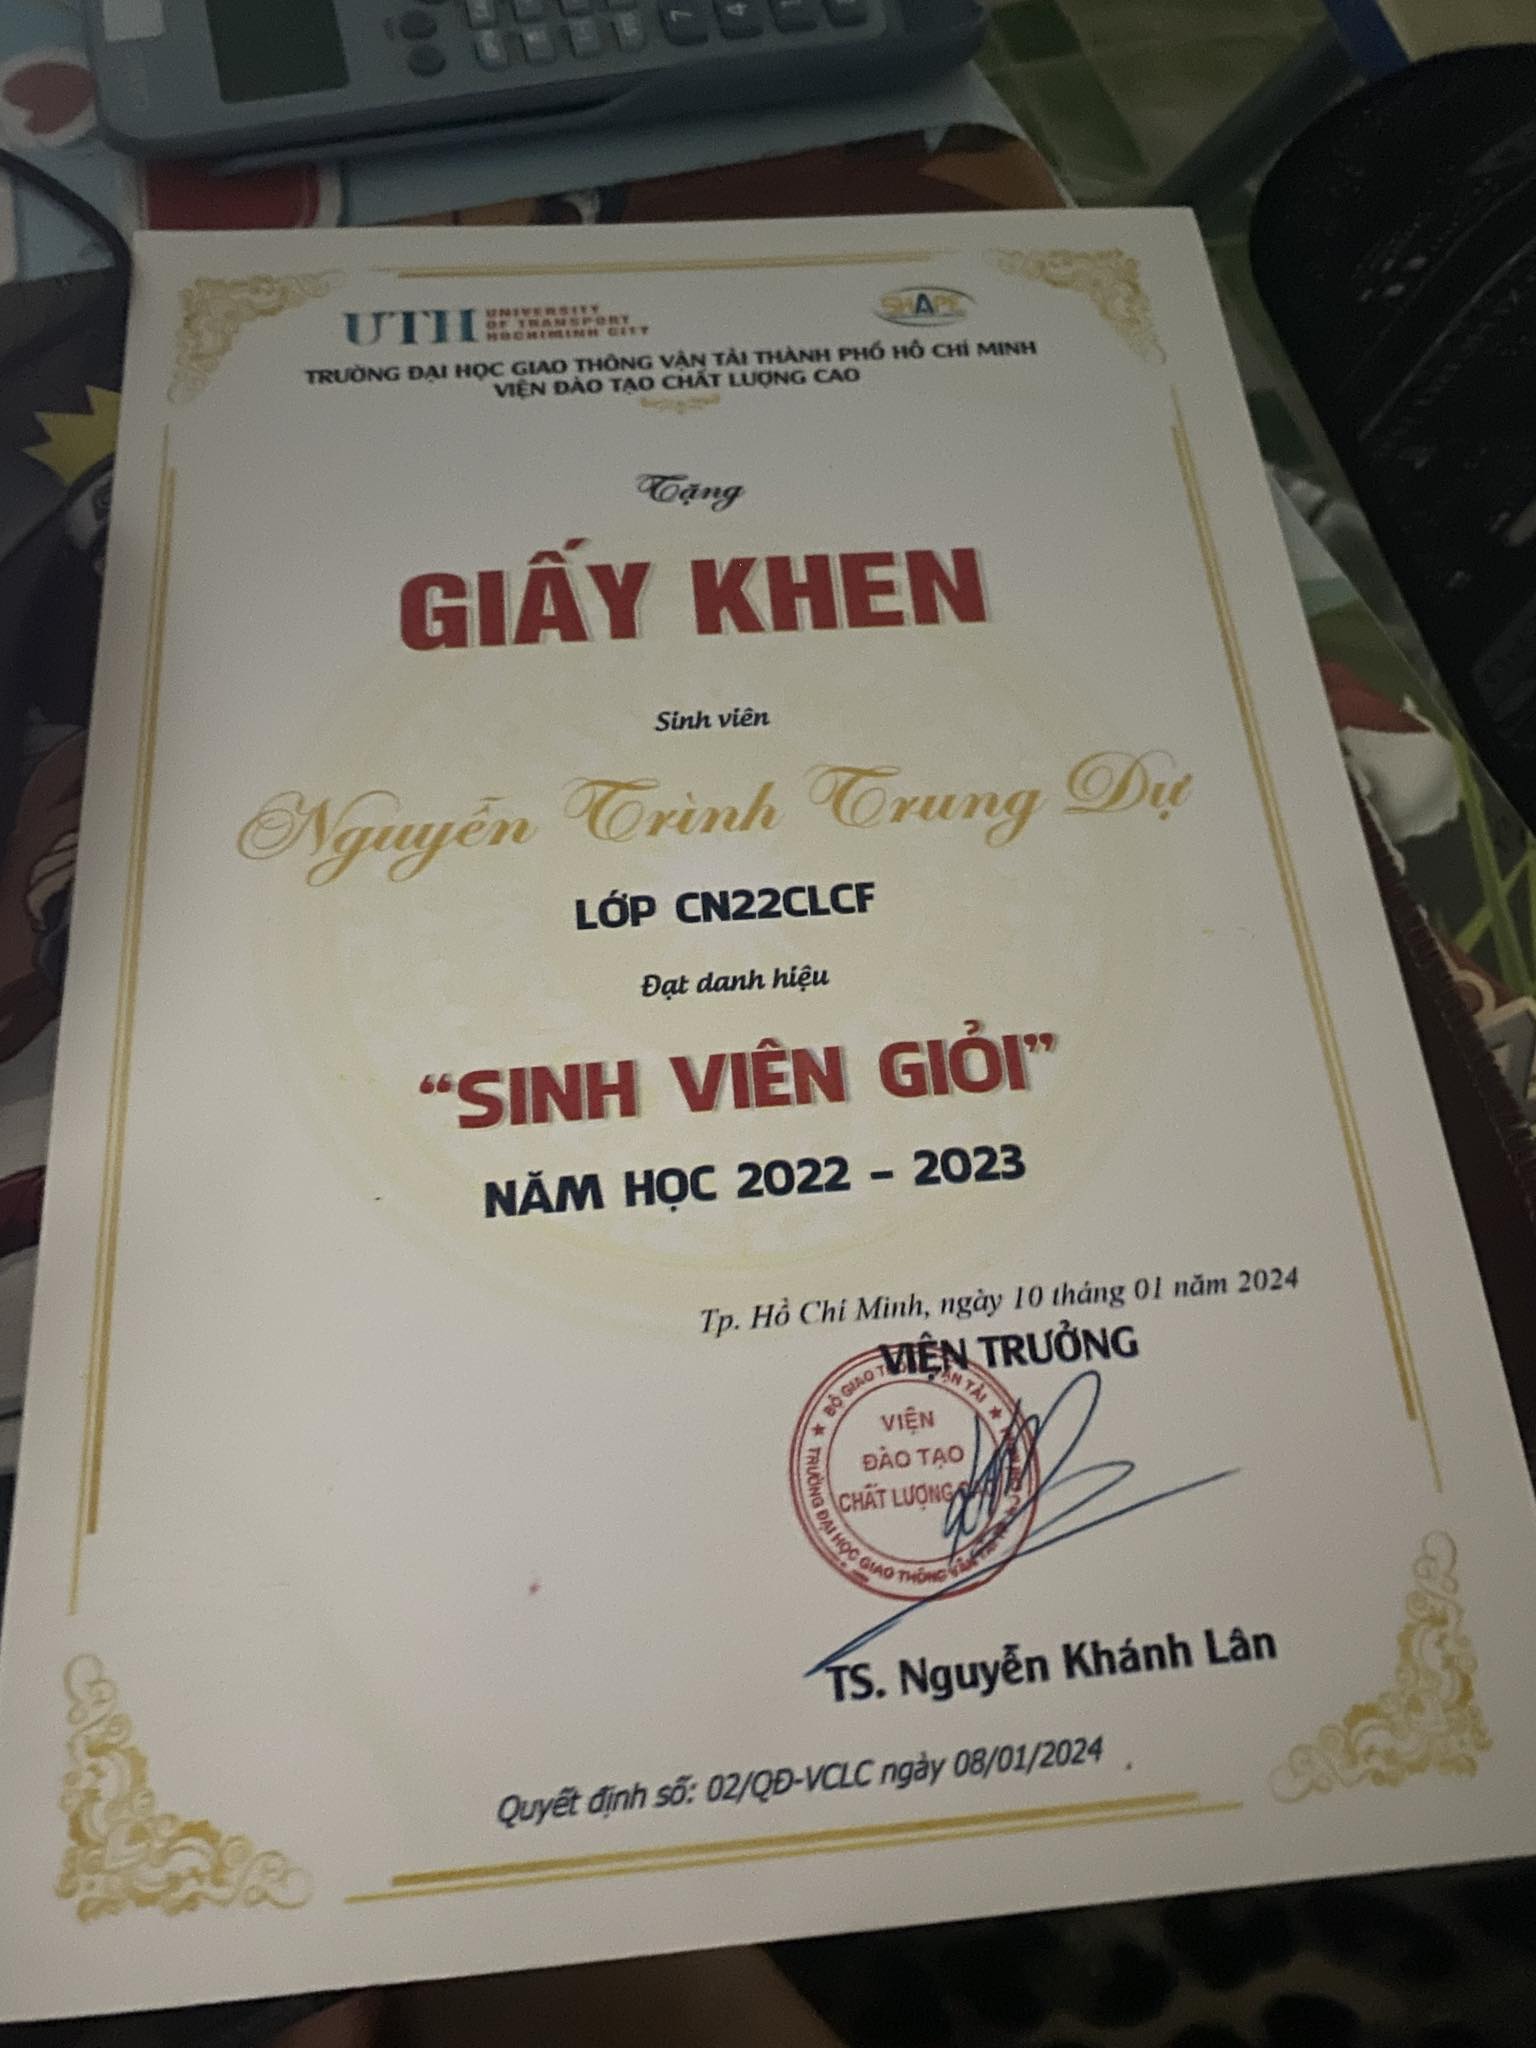 UTH UNIVERSITY
OF TRANSPORT
HOCHIMINH CITY
SHAPE
TRƯỜNG ĐẠI HỌC GIAO THÔNG VẬN TẢI THÀNH PHỐ HỒ CHÍ MINH
VIỆN ĐÀO TẠO CHẤT LƯỢNG CAO
Tặng
GIẤY KHEN
Sinh viên
Nguyễn Trình Trung Dự
LỚP CN22CLCF
Đạt danh hiệu
“SINH VIÊN GIỎI”
NĂM HỌC 2022 – 2023
Tp. Hồ Chí Minh, ngày 10 tháng 01 năm 2024
VIỆN TRƯỞNG
VIỆN
ĐÀO TẠO
CHẤT LƯỢNG CAO
TRƯỜNG ĐẠI HỌC GIAO THÔNG VẬN TẢI
TS. Nguyễn Khánh Lân
Quyết định số: 02/QĐ-VCLC ngày 08/01/2024